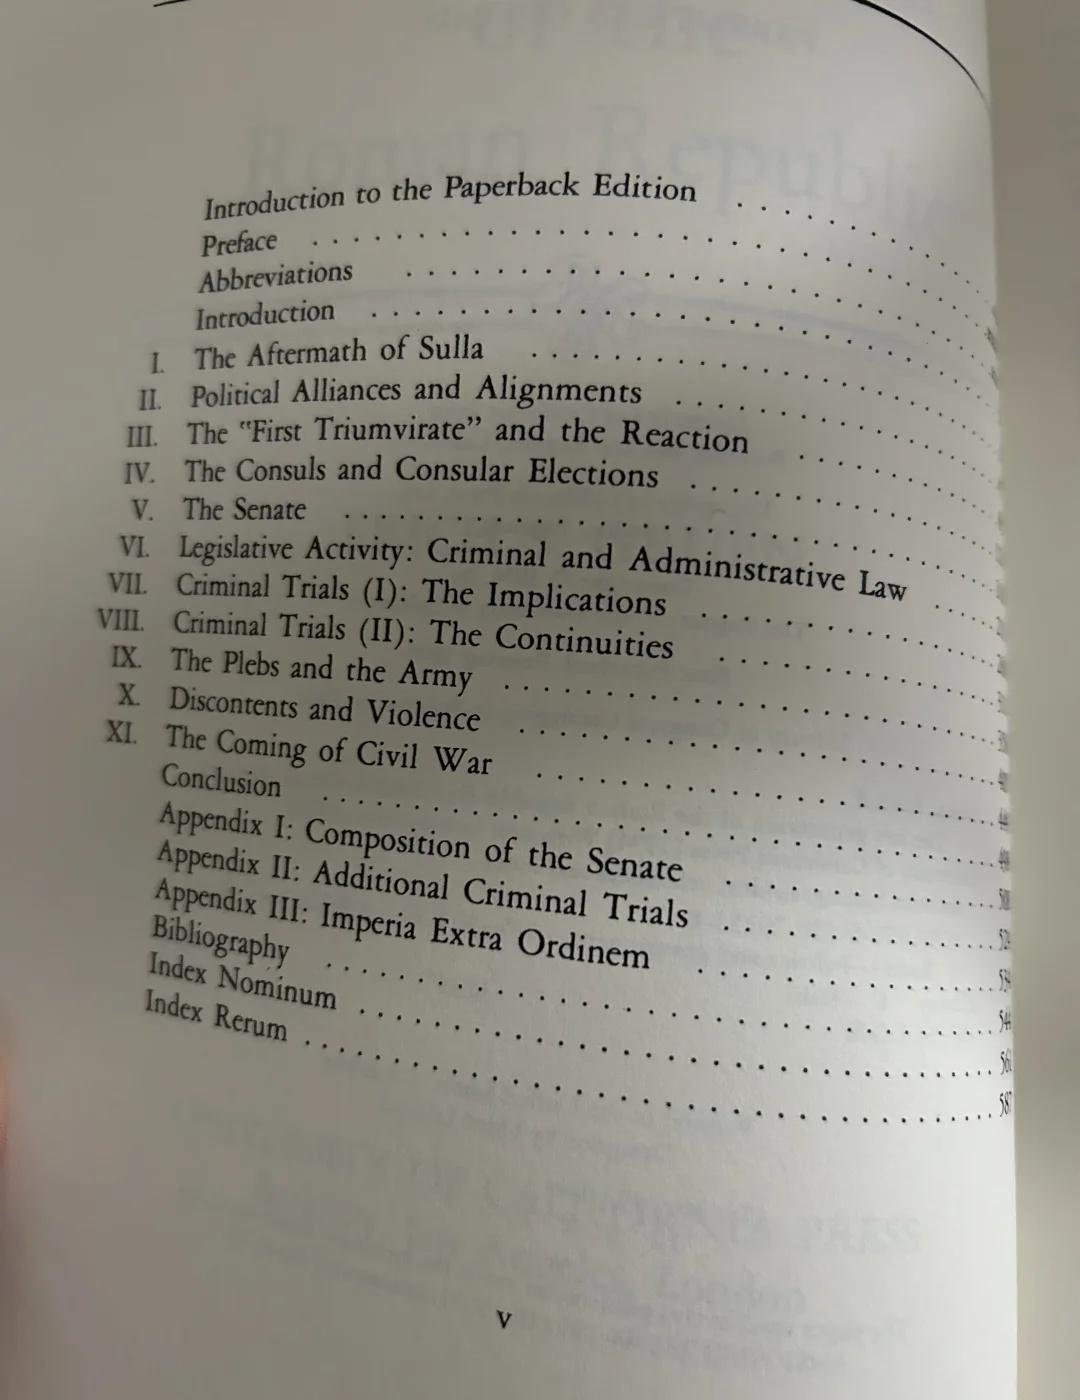 Introduction to the Paperback Edition
Preface
Abbreviations
Introduction
I. The Aftermath of Sulla
II. Political Alliances and Alignments
III. The "First Triumvirate" and the Reaction
IV. The Consuls and Consular Elections
V. The Senate
VI. Legislative Activity: Criminal and Administrative Law
VII. Criminal Trials (I): The Implications
VIII. Criminal Trials (II): The Continuities
IX. The Plebs and the Army
X. Discontents and Violence
XI. The Coming of Civil War
Conclusion
Appendix I: Composition of the Senate
Appendix II: Additional Criminal Trials
Appendix III: Imperia Extra Ordinem
Bibliography
Index Nominum
Index Rerum
v